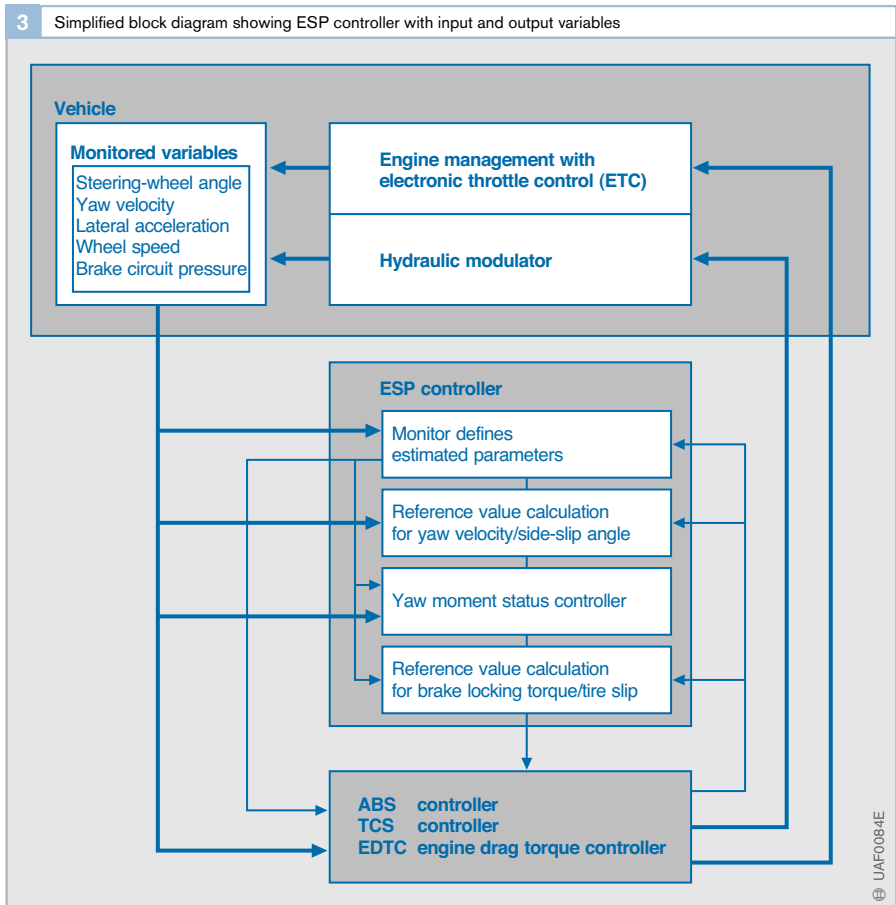 3 Simplified block diagram showing ESP controller with input and output variables
Vehicle
Monitored variables
Steering-wheel angle
Yaw velocity
Lateral acceleration
Wheel speed
Brake circuit pressure
Engine management with
electronic throttle control (ETC)
Hydraulic modulator
ESP controller
Monitor defines
estimated parameters
Reference value calculation
for yaw velocity/side-slip angle
Yaw moment status controller
Reference value calculation
for brake locking torque/tire slip
ABS controller
TCS controller
EDTC engine drag torque controller
UAF0084E